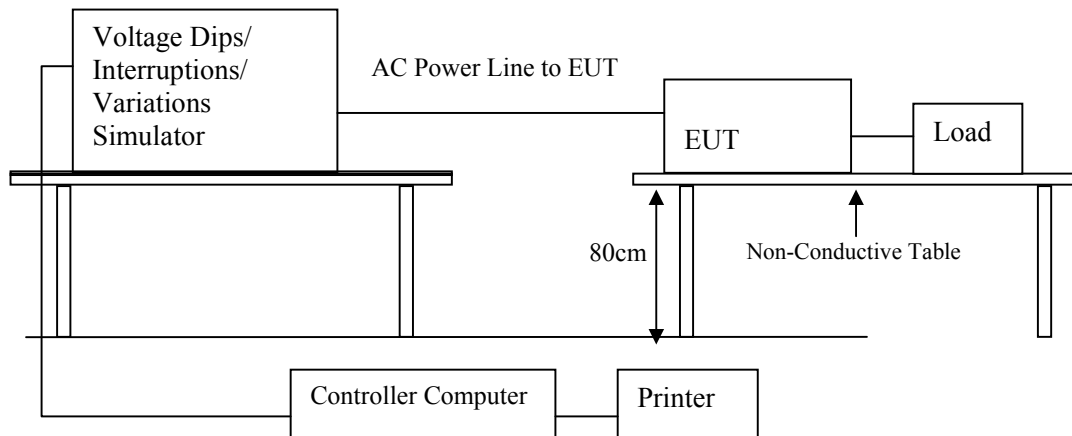 Voltage Dips/
Interruptions/
Variations
Simulator
AC Power Line to EUT
EUT
Load
80cm
Non-Conductive Table
Controller Computer
Printer